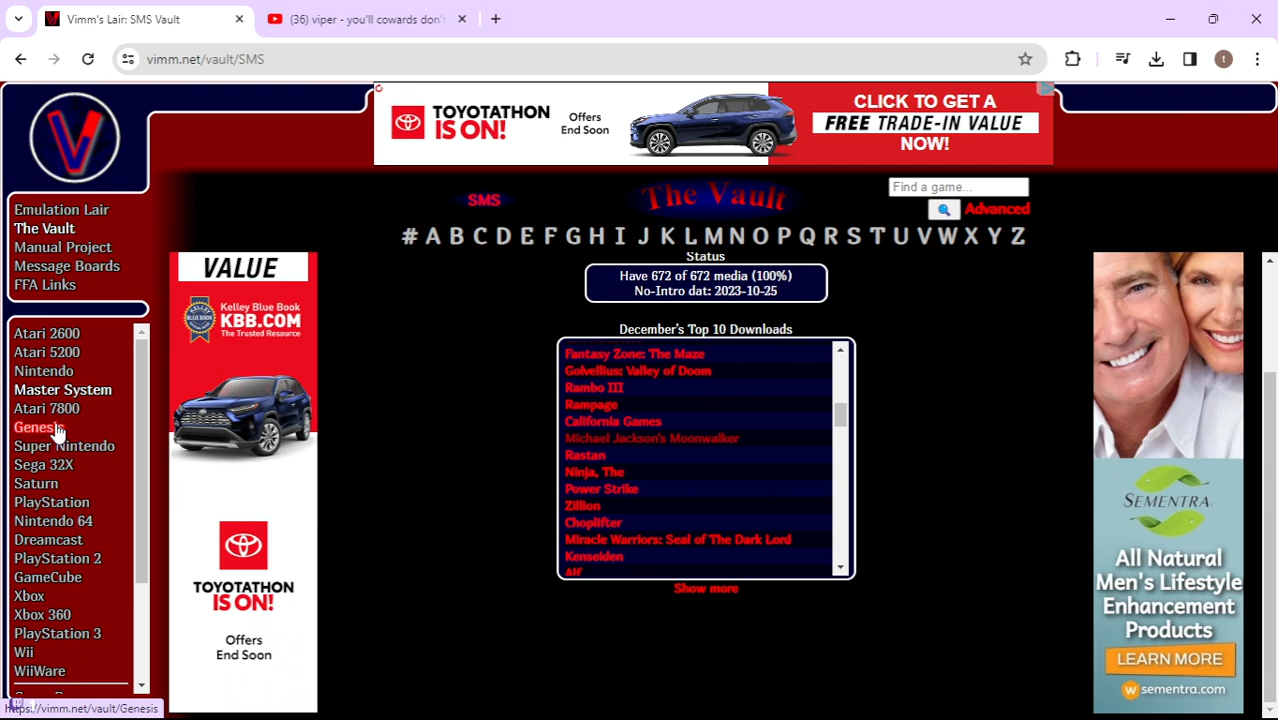 Vimm's Lair: SMS Vault
(36) viper - you'll cowards don't
vimm.net/vault/SMS
t
TOYOTATHON
IS ON!
Offers
End Soon
CLICK TO GET A
FREE TRADE-IN VALUE
NOW!
V
Emulation Lair
The Vault
Manual Project
Message Boards
FFA Links
SMS
The Vault
Find a game...
Advanced
# A B C D E F G H I J K L M N O P Q R S T U V W X Y Z
Atari 2600
Atari 5200
Nintendo
Master System
Atari 7800
Genesis
Super Nintendo
Sega 32X
Saturn
PlayStation
Nintendo 64
Dreamcast
PlayStation 2
GameCube
Xbox
Xbox 360
PlayStation 3
Wii
WiiWare
https://vimm.net/vault/Genesis
VALUE
Kelley Blue Book
KBB.COM
The Trusted Resource
TOYOTATHON
IS ON!
Offers
End Soon
Status
Have 672 of 672 media (100%)
No-Intro dat: 2023-10-25
December's Top 10 Downloads
Fantasy Zone: The Maze
Golvellius: Valley of Doom
Rambo III
Rampage
California Games
Michael Jackson's Moonwalker
Rastan
Ninja, The
Power Strike
Zillion
Choplifter
Miracle Warriors: Seal of The Dark Lord
Kenseiden
Alf
Show more
SEMENTRA
All Natural
Men's Lifestyle
Enhancement
Products
LEARN MORE
sementra.com